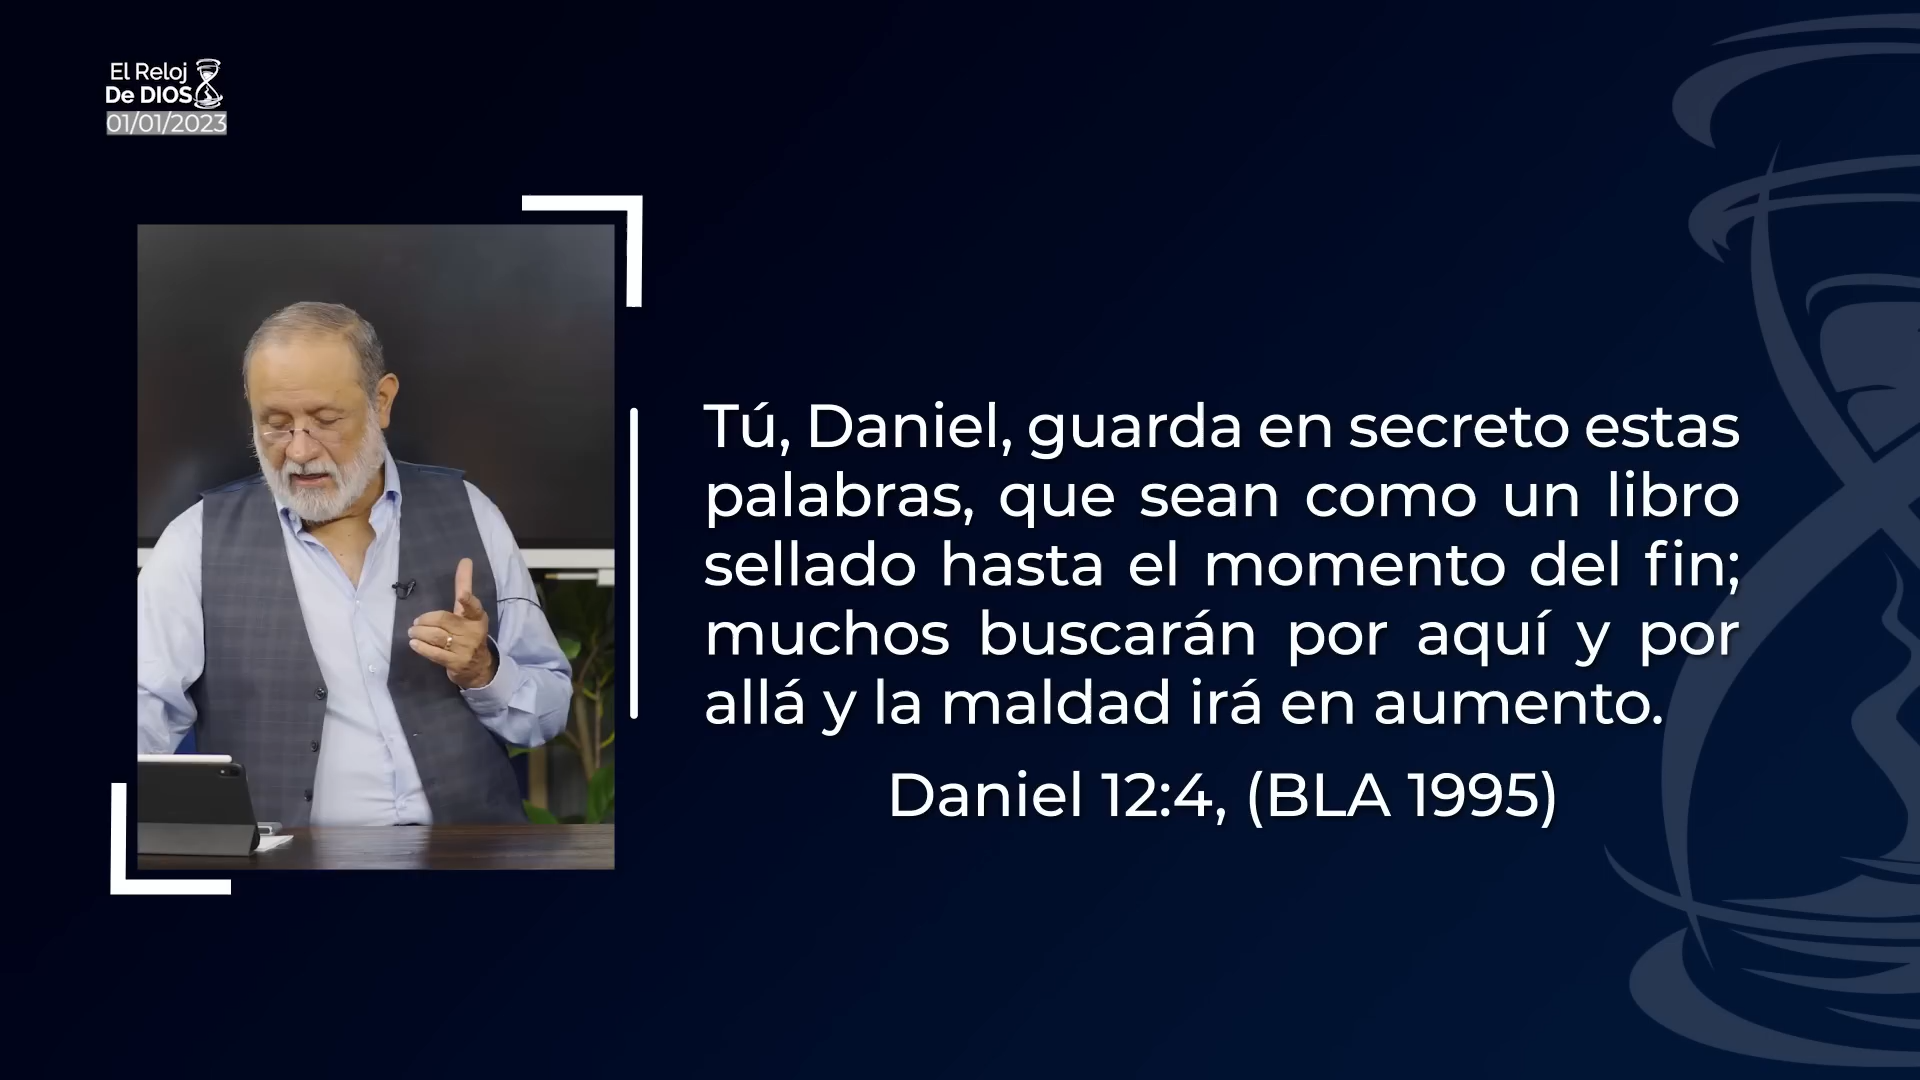 El Reloj
De DIOS
01/01/2023
Tú, Daniel, guarda en secreto estas
palabras, que sean como un libro
sellado hasta el momento del fin;
muchos buscarán por aquí y por
allá y la maldad irá en aumento.
Daniel 12:4, (BLA 1995)